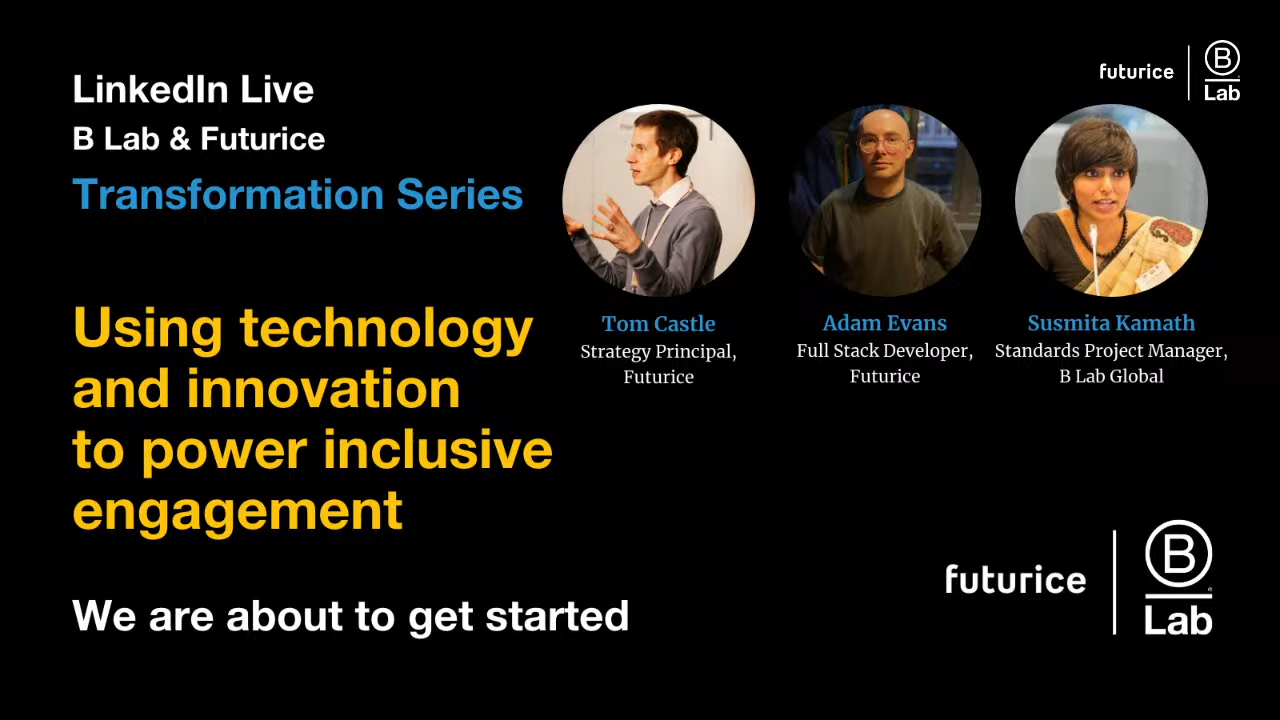 LinkedIn Live
B Lab & Futurice
Transformation Series
Using technology
and innovation
to power inclusive
engagement
We are about to get started
futurice
B
Lab
Tom Castle
Strategy Principal,
Futurice
Adam Evans
Full Stack Developer,
Futurice
Susmita Kamath
Standards Project Manager,
B Lab Global
futurice
B
Lab